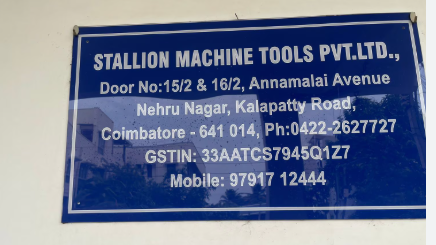 STALLION MACHINE TOOLS PVT.LTD.,
Door No:15/2 & 16/2, Annamalai Avenue
Nehru Nagar, Kalapatty Road,
Coimbatore - 641 014, Ph:0422-2627727
GSTIN: 33AATCS7945Q1Z7
Mobile: 97917 12444